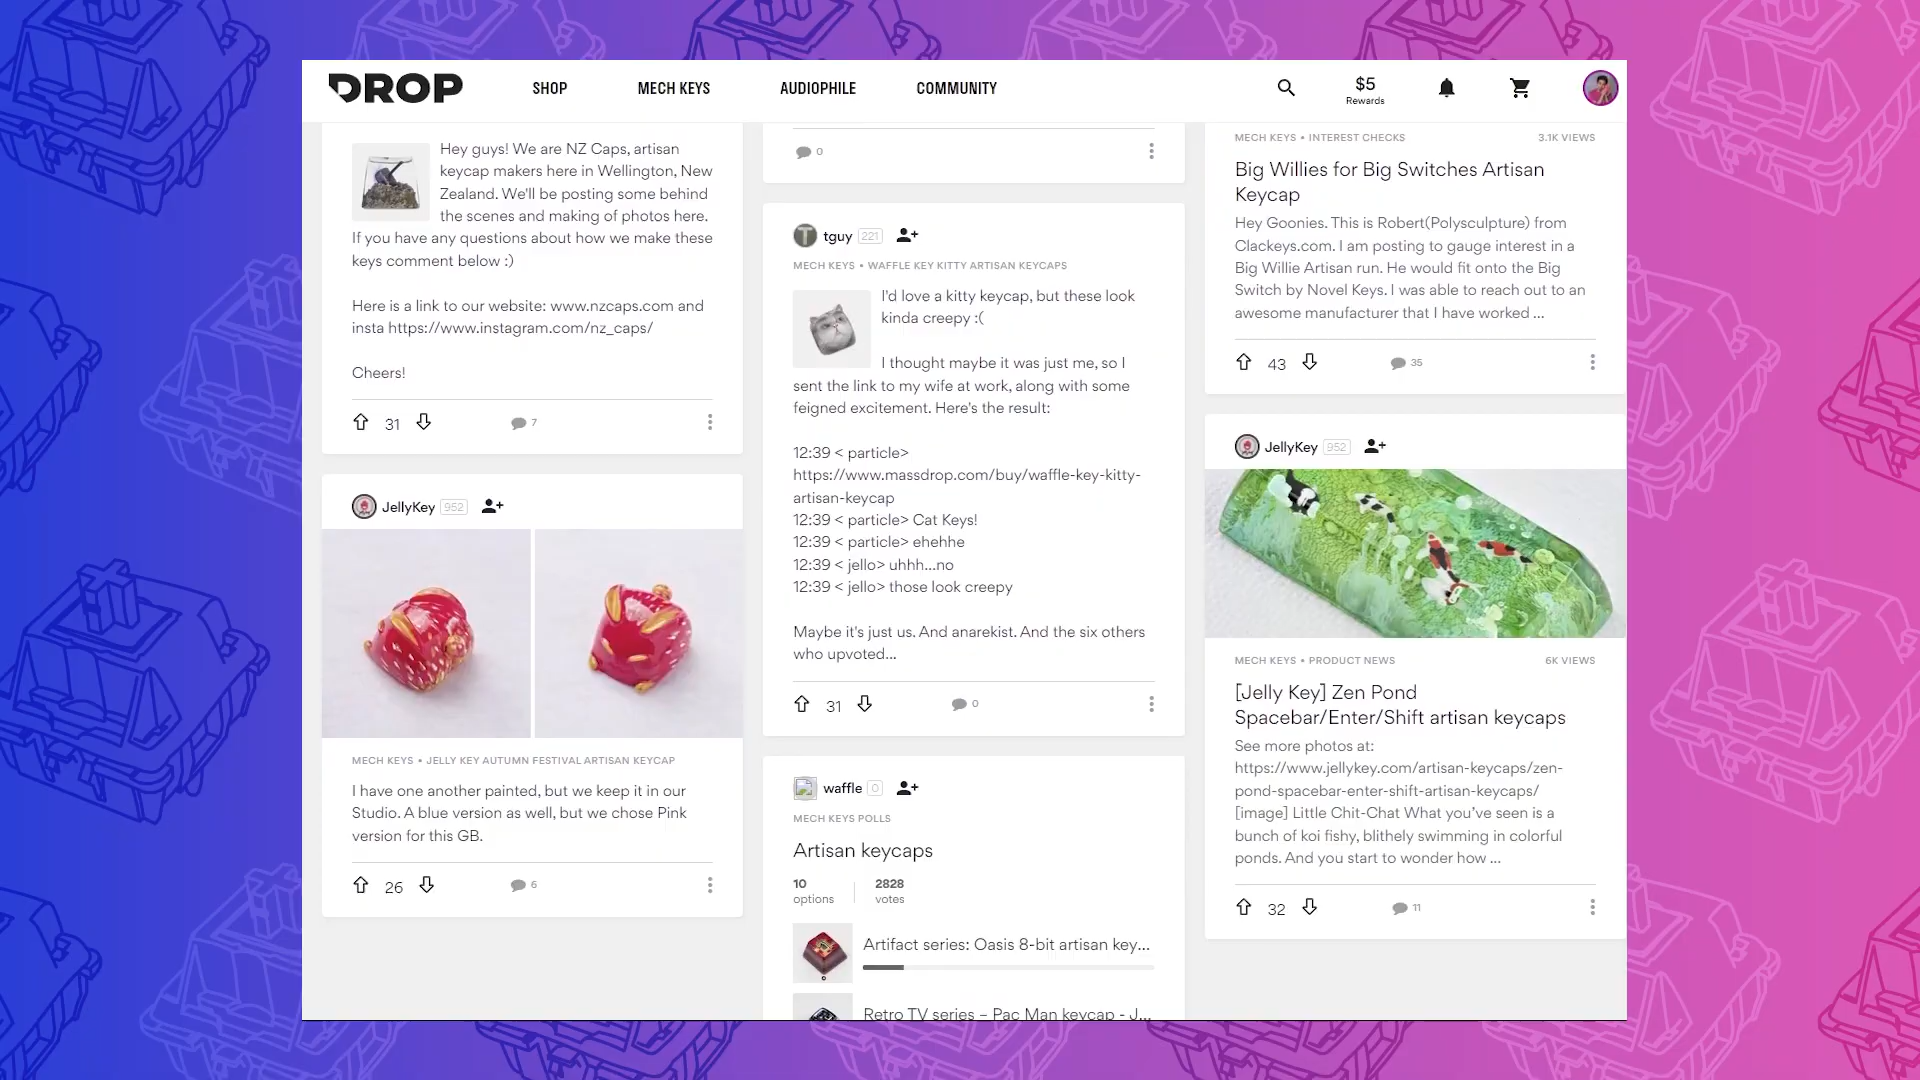 DROP
SHOP
MECH KEYS
AUDIOPHILE
COMMUNITY
$5
Rewards
Hey guys! We are NZ Caps, artisan
keycap makers here in Wellington, New
Zealand. We'll be posting some behind
the scenes and making of photos here.
If you have any questions about how we make these
keys comment below :)
Here is a link to our website: www.nzcaps.com and
insta https://www.instagram.com/nz_caps/
Cheers!
31
7
JellyKey 952
MECH KEYS • JELLY KEY AUTUMN FESTIVAL ARTISAN KEYCAP
I have one another painted, but we keep it in our
Studio. A blue version as well, but we chose Pink
version for this GB.
26
6
0
tguy 221
MECH KEYS • WAFFLE KEY KITTY ARTISAN KEYCAPS
I'd love a kitty keycap, but these look
kinda creepy :(
I thought maybe it was just me, so I
sent the link to my wife at work, along with some
feigned excitement. Here's the result:
12:39 < particle>
https://www.massdrop.com/buy/waffle-key-kitty-
artisan-keycap
12:39 < particle> Cat Keys!
12:39 < particle> ehehhe
12:39 < jello> uhhh...no
12:39 < jello> those look creepy
Maybe it's just us. And anarekist. And the six others
who upvoted...
31
0
waffle 0
MECH KEYS POLLS
Artisan keycaps
10
options
2828
votes
Artifact series: Oasis 8-bit artisan key...
Retro TV series – Pac Man keycap - J...
MECH KEYS • INTEREST CHECKS
3.1K VIEWS
Big Willies for Big Switches Artisan
Keycap
Hey Goonies. This is Robert(Polysculpture) from
Clackeys.com. I am posting to gauge interest in a
Big Willie Artisan run. He would fit onto the Big
Switch by Novel Keys. I was able to reach out to an
awesome manufacturer that I have worked ...
43
35
JellyKey 952
MECH KEYS • PRODUCT NEWS
6K VIEWS
[Jelly Key] Zen Pond
Spacebar/Enter/Shift artisan keycaps
See more photos at:
https://www.jellykey.com/artisan-keycaps/zen-
pond-spacebar-enter-shift-artisan-keycaps/
[image] Little Chit-Chat What you've seen is a
bunch of koi fishy, blithely swimming in colorful
ponds. And you start to wonder how ...
32
11